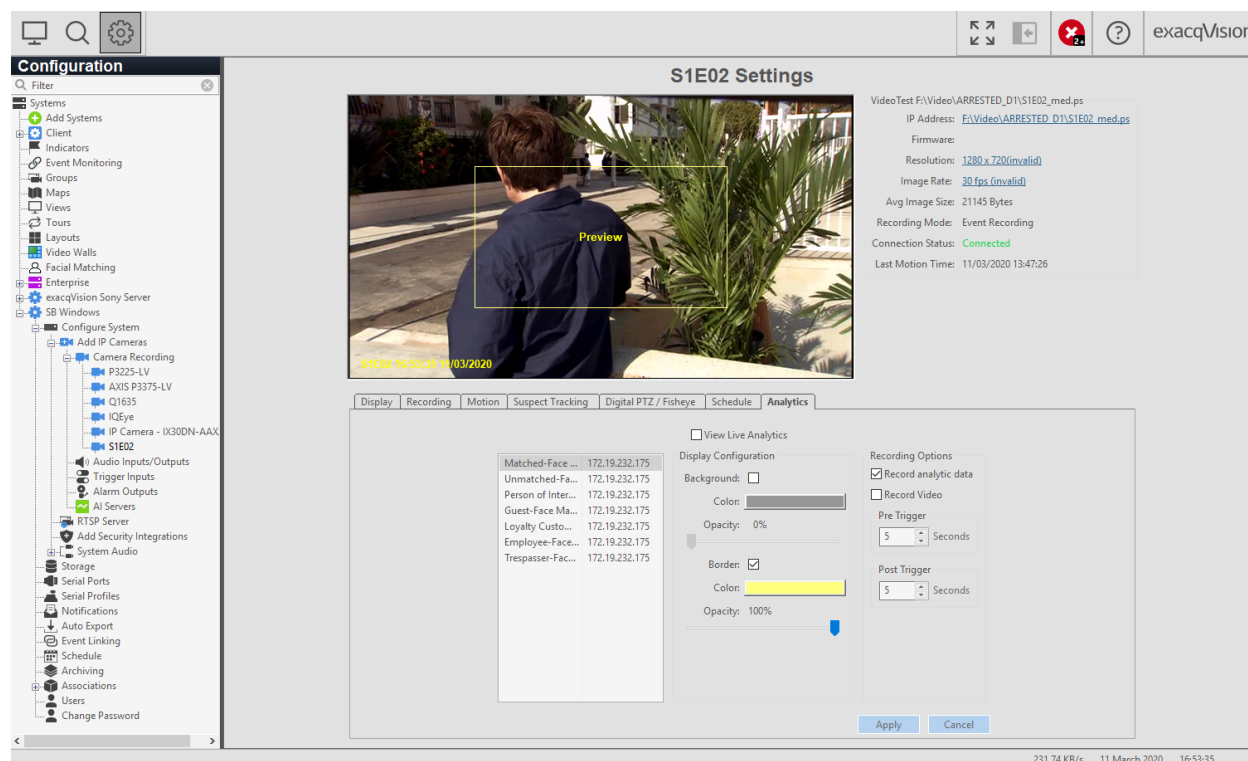 2+
exacqVision
Configuration
Filter
Systems
Add Systems
Client
Indicators
Event Monitoring
Groups
Maps
Views
Tours
Layouts
Video Walls
Facial Matching
Enterprise
exacqVision Sony Server
SB Windows
Configure System
Add IP Cameras
Camera Recording
P3225-LV
AXIS P3375-LV
Q1635
IQEye
IP Camera - IX30DN-AAX
S1E02
Audio Inputs/Outputs
Trigger Inputs
Alarm Outputs
AI Servers
RTSP Server
Add Security Integrations
System Audio
Storage
Serial Ports
Serial Profiles
Notifications
Auto Export
Event Linking
Schedule
Archiving
Associations
Users
Change Password
S1E02 Settings
Preview
S1E02 11/03/2020
VideoTest F:\Video\ARRESTED_D1\S1E02_med.ps
IP Address: F:\Video\ARRESTED D1\S1E02 med.ps
Firmware:
Resolution: 1280 x 720(invalid)
Image Rate: 30 fps (invalid)
Avg Image Size: 21145 Bytes
Recording Mode: Event Recording
Connection Status: Connected
Last Motion Time: 11/03/2020 13:47:26
Display Recording Motion Suspect Tracking Digital PTZ / Fisheye Schedule Analytics
View Live Analytics
Matched-Face ... 172.19.232.175
Unmatched-Fa... 172.19.232.175
Person of Inter... 172.19.232.175
Guest-Face Ma... 172.19.232.175
Loyalty Custo... 172.19.232.175
Employee-Face... 172.19.232.175
Trespasser-Fac... 172.19.232.175
Display Configuration
Background:
Color:
Opacity: 0%
Border:
Color:
Opacity: 100%
Recording Options
Record analytic data
Record Video
Pre Trigger
5 Seconds
Post Trigger
5 Seconds
Apply Cancel
231.74 KB/s 11 March 2020 16:53:35